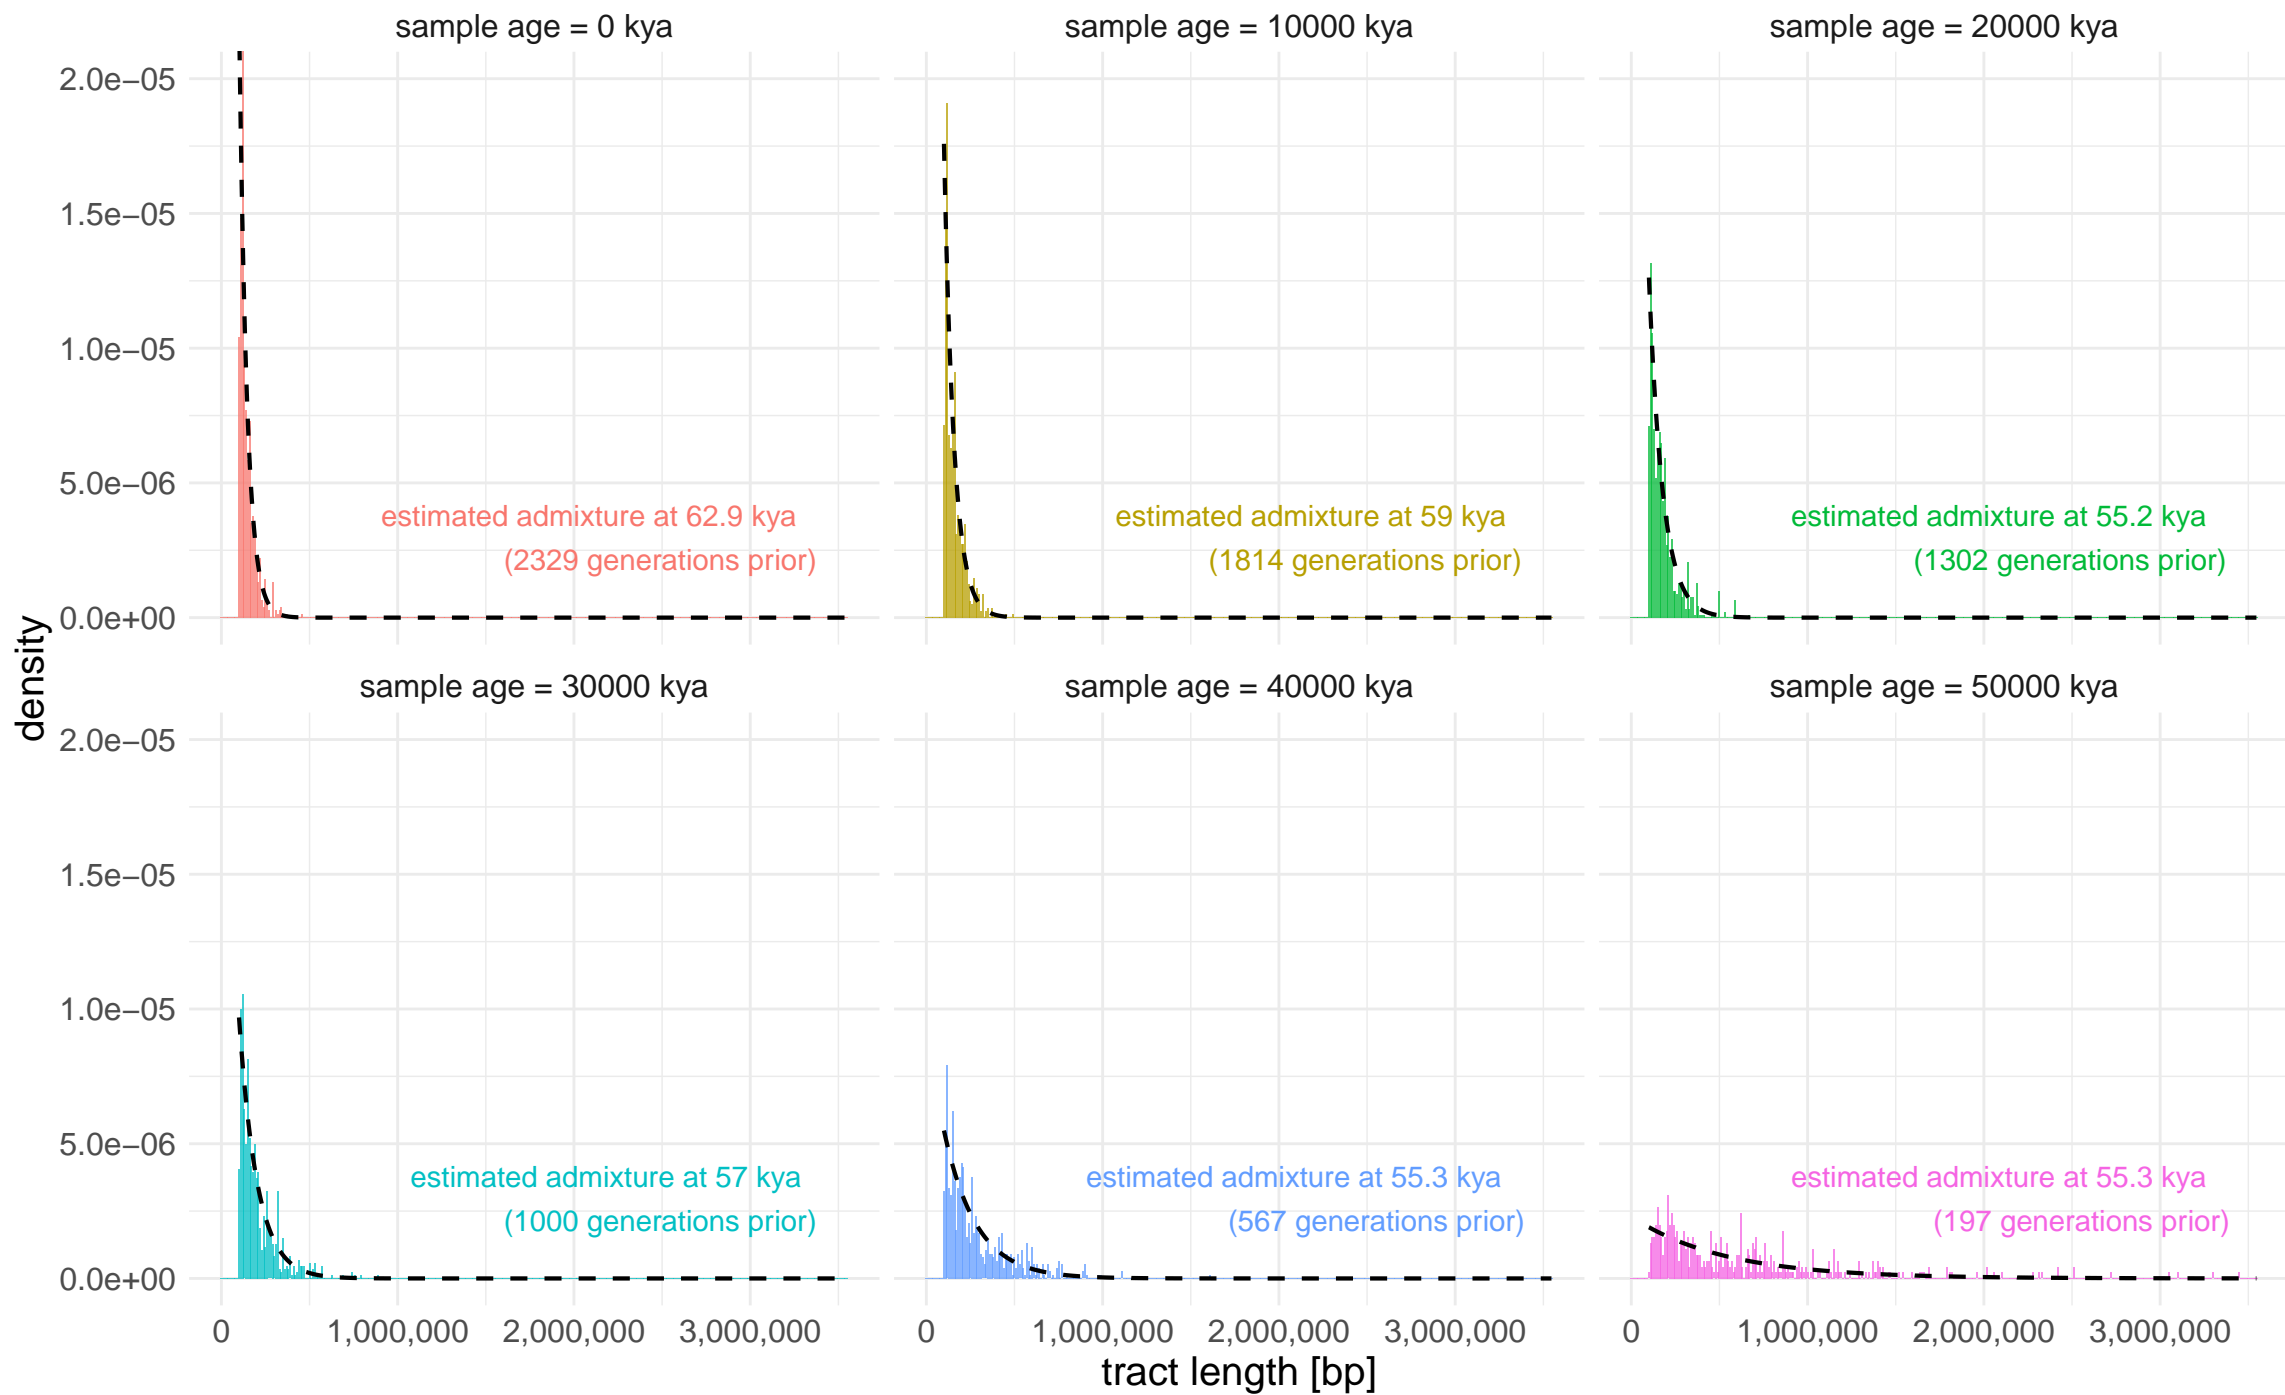 sample age = 0 kya
sample age = 10000 kya
sample age = 20000 kya
2.0e−05
1.5e−05
1.0e−05
5.0e−06
0.0e+00
estimated admixture at 62.9 kya
(2329 generations prior)
estimated admixture at 59 kya
(1814 generations prior)
estimated admixture at 55.2 kya
(1302 generations prior)
density
sample age = 30000 kya
sample age = 40000 kya
sample age = 50000 kya
2.0e−05
1.5e−05
1.0e−05
5.0e−06
0.0e+00
estimated admixture at 57 kya
(1000 generations prior)
estimated admixture at 55.3 kya
(567 generations prior)
estimated admixture at 55.3 kya
(197 generations prior)
0 1,000,000 2,000,000 3,000,000
0 1,000,000 2,000,000 3,000,000
0 1,000,000 2,000,000 3,000,000
tract length [bp]